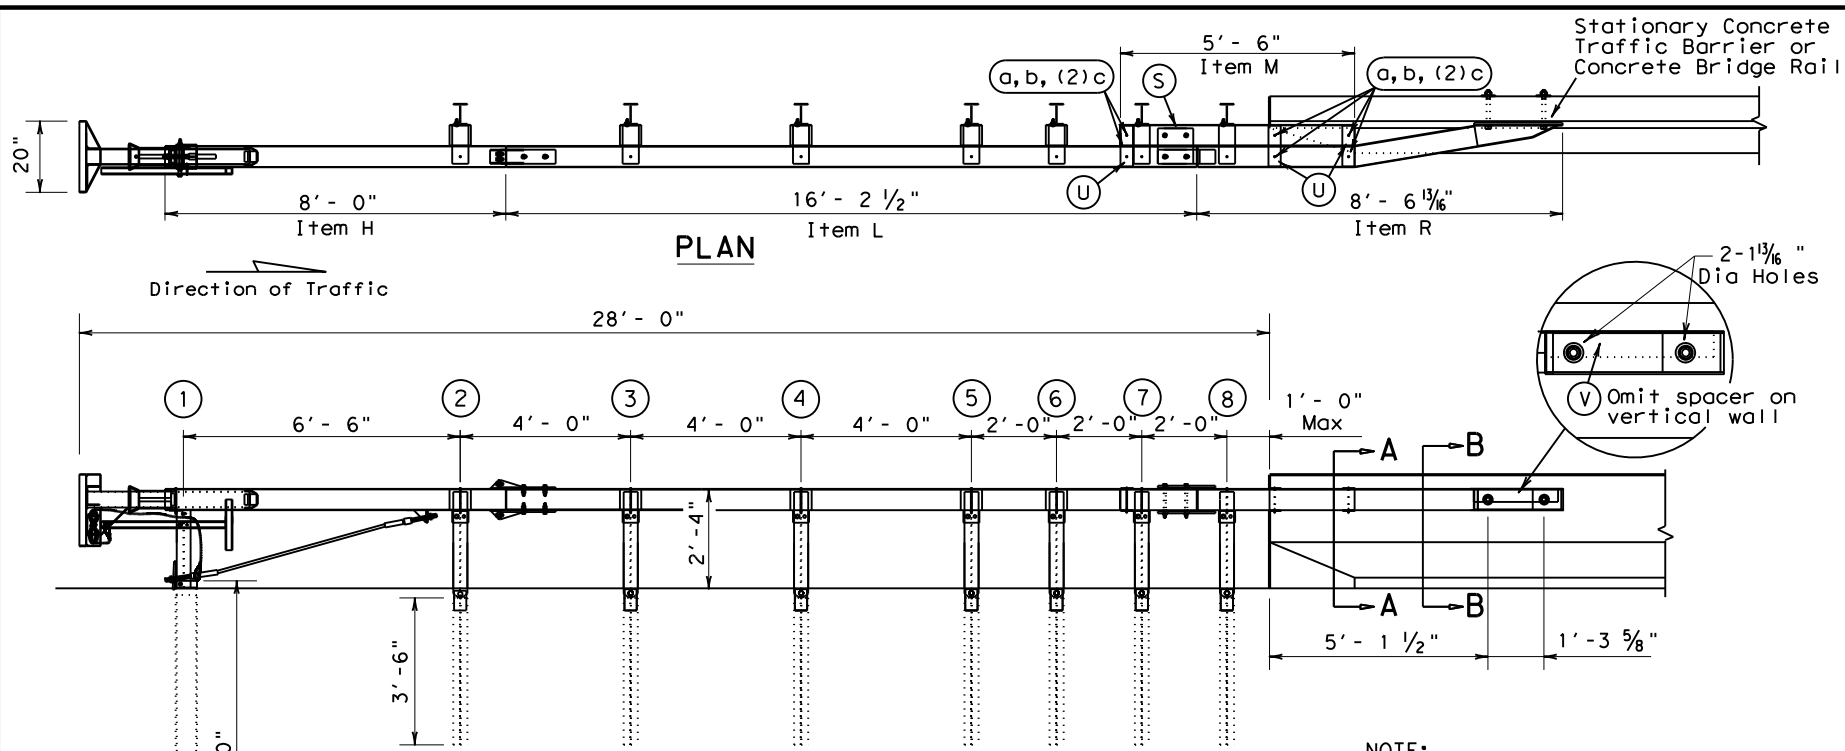 Stationary Concrete
Traffic Barrier or
Concrete Bridge Rail
5'- 6"
Item M
a, b, (2) c
S
a, b, (2) c
20"
U
U
8'- 0"
Item H
16'- 2 1/2"
Item L
8'- 6 13/16"
Item R
PLAN
Direction of Traffic
2-1 13/16 "
Dia Holes
28'- 0"
V
Omit spacer on
vertical wall
1
2
3
4
5
6
7
8
6'- 6"
4'- 0"
4'- 0"
4'- 0"
2'-0"
2'-0"
2'-0"
1'- 0"
Max
A
B
2'-4"
A
B
5'- 1 1/2"
1'-3 5/8"
3'-6"
NOTE: